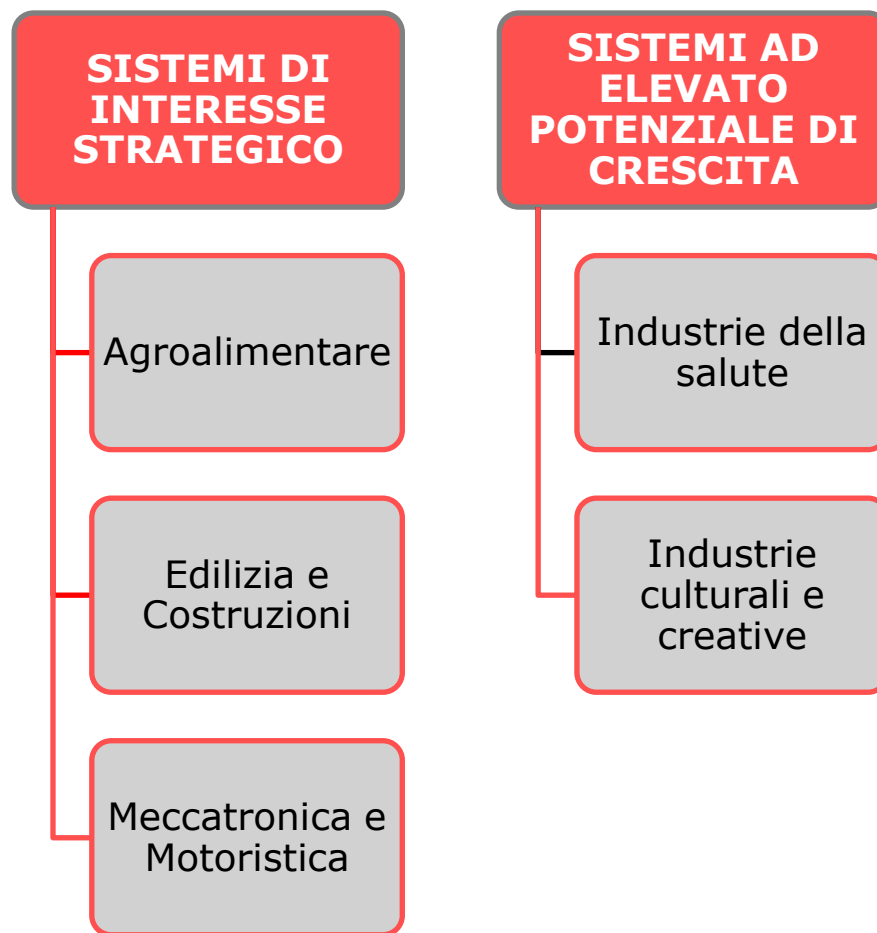 SISTEMI DI
INTERESSE
STRATEGICO
Agroalimentare
Edilizia e
Costruzioni
Meccatronica e
Motoristica
SISTEMI AD
ELEVATO
POTENZIALE DI
CRESCITA
Industrie della
salute
Industrie
culturali e
creative